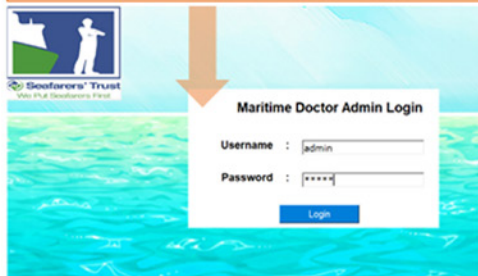 Seafarers' Trust
We Put Seafarers First
Maritime Doctor Admin Login
Username : admin
Password : *****
Login